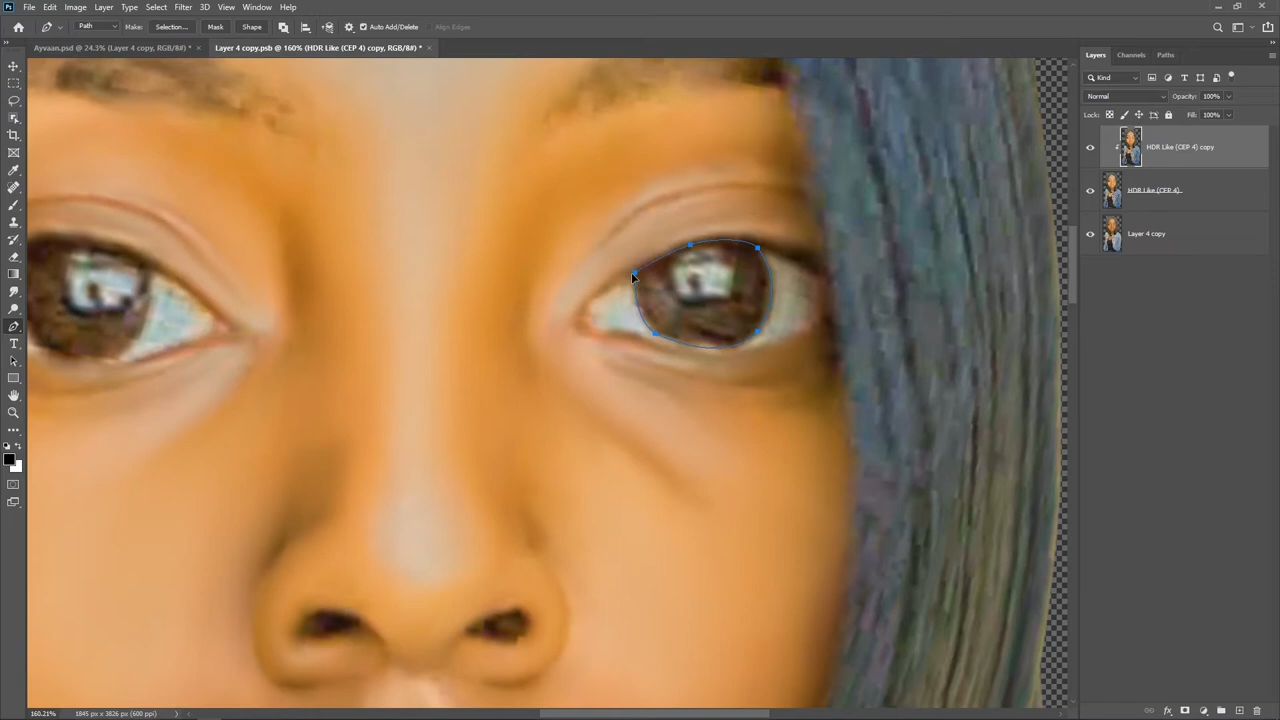 File Edit Image Layer Type Select Filter 3D View Window Help
Path Make: Selection... Mask Shape Auto Add/Delete Align Edges
Ayvaan.psd @ 24.3% (Layer 4 copy, RGB/8#) * × Layer 4 copy.psb @ 160% (HDR Like (CEP 4) copy, RGB/8#) * ×
Layers Channels Paths
Kind
Normal Opacity: 100%
Lock: Fill: 100%
HDR Like (CEP 4) copy
HDR Like (CEP 4)
Layer 4 copy
160.21% 1845 px x 3826 px (600 ppi)